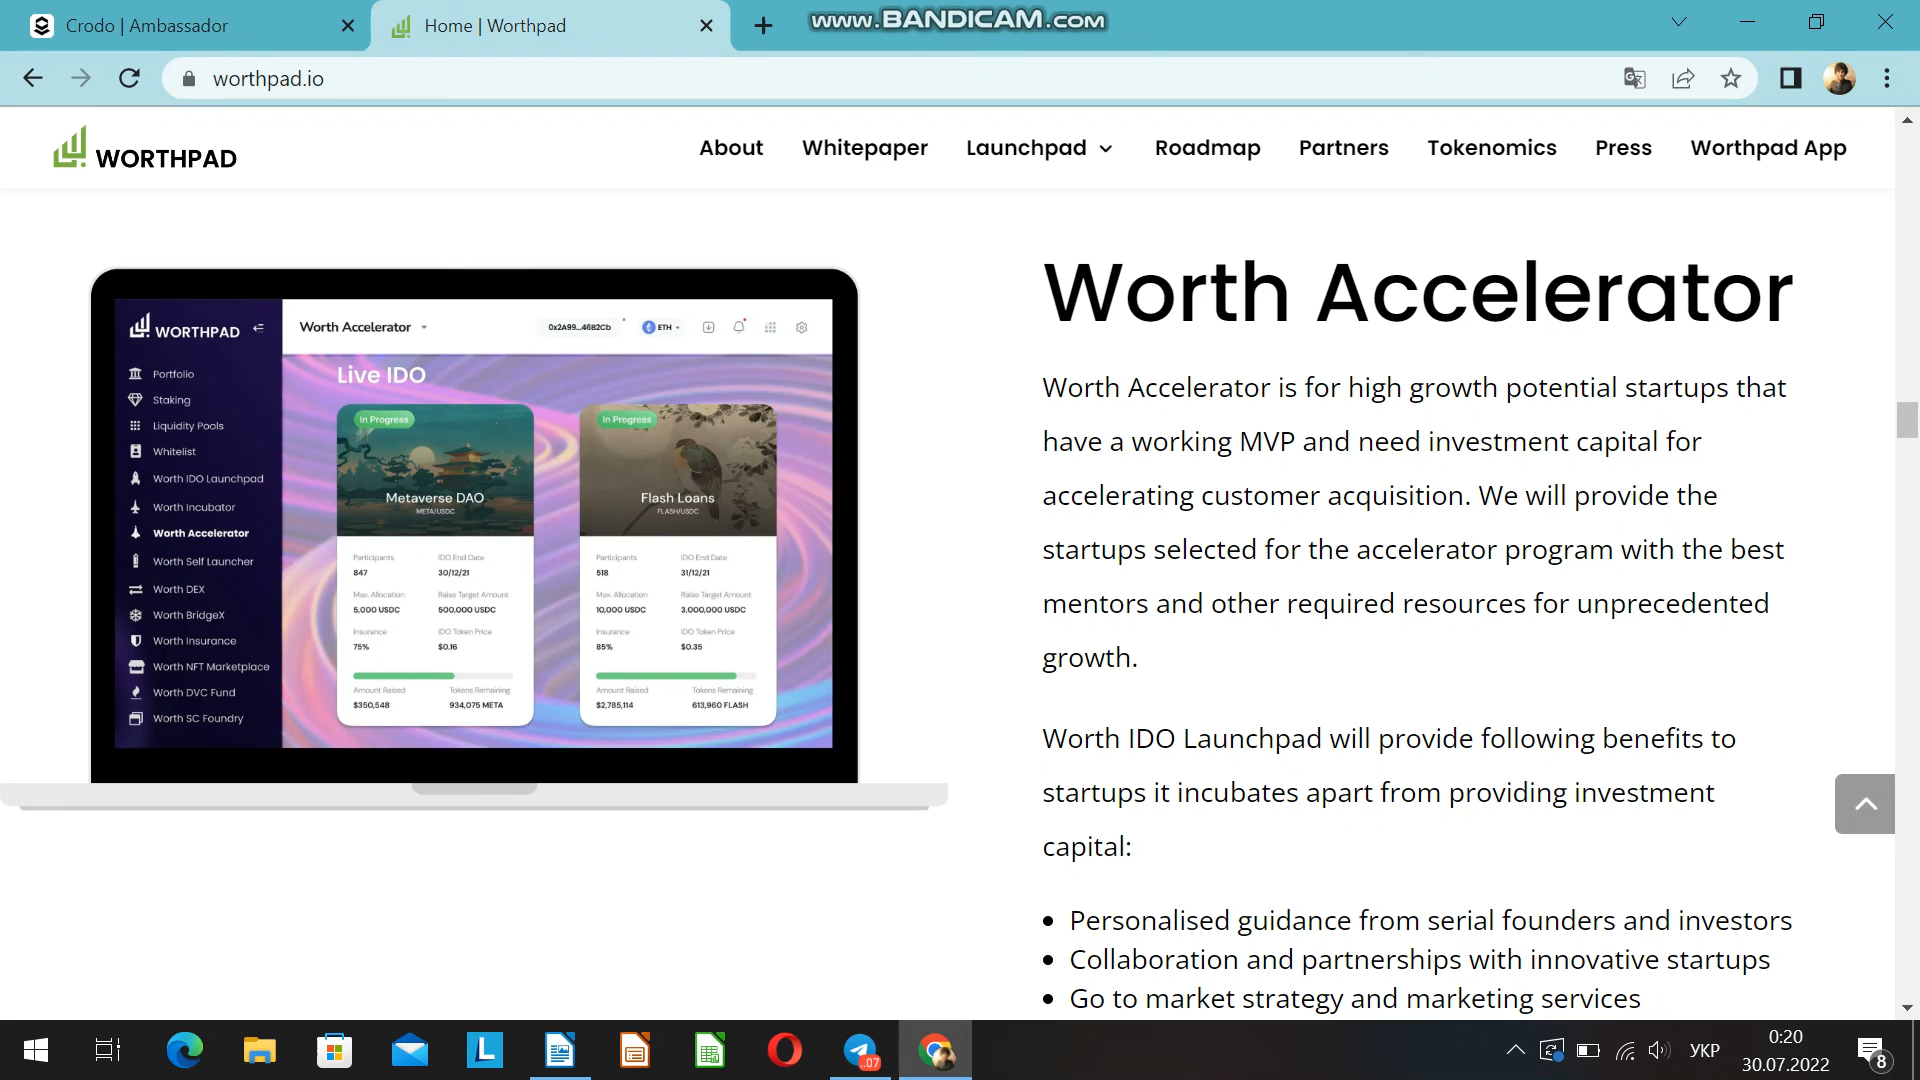 Crodo | Ambassador
Home | Worthpad
www.BANDICAM.com
worthpad.io
WORTHPAD
About
Whitepaper
Launchpad
Roadmap
Partners
Tokenomics
Press
Worthpad App
WORTHPAD
Portfolio
Staking
Liquidity Pools
Whitelist
Worth IDO Launchpad
Worth Incubator
Worth Accelerator
Worth Self Launcher
Worth DEX
Worth BridgeX
Worth Insurance
Worth NFT Marketplace
Worth DVC Fund
Worth SC Foundry
Worth Accelerator
0x2A99...46B2Cb
ETH
Live IDO
In Progress
Metaverse DAO
META/USDC
Participants
IDO End Date
847
30/12/21
Max. Allocation
Raise Target Amount
5,000 USDC
500,000 USDC
Insurance
IDO Token Price
75%
$0.16
Amount Raised
Tokens Remaining
$350,548
934,075 META
In Progress
Flash Loans
FLASH/USDC
Participants
IDO End Date
518
31/12/21
Max. Allocation
Raise Target Amount
10,000 USDC
3,000,000 USDC
Insurance
IDO Token Price
85%
$0.35
Amount Raised
Tokens Remaining
$2,785,114
613,960 FLASH
Worth Accelerator
Worth Accelerator is for high growth potential startups that
have a working MVP and need investment capital for
accelerating customer acquisition. We will provide the
startups selected for the accelerator program with the best
mentors and other required resources for unprecedented
growth.
Worth IDO Launchpad will provide following benefits to
startups it incubates apart from providing investment
capital:
• Personalised guidance from serial founders and investors
• Collaboration and partnerships with innovative startups
• Go to market strategy and marketing services
L
..07
УКР
0:20
30.07.2022
8